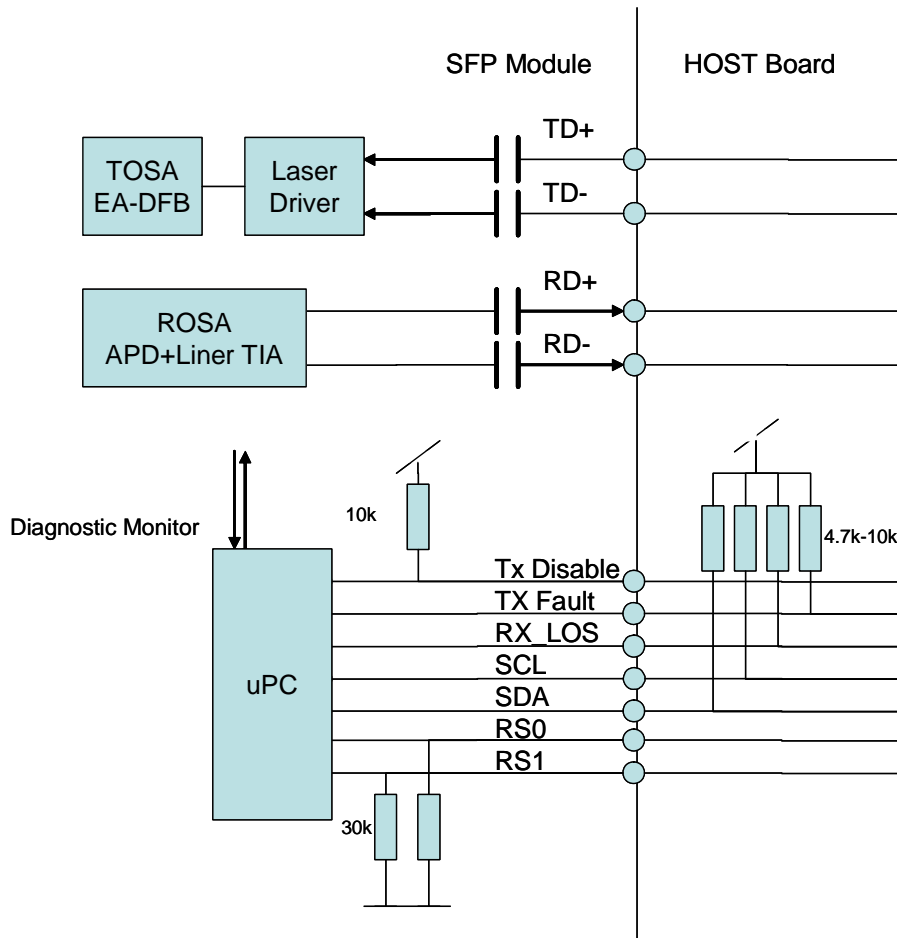 SFP Module
HOST Board
TD+
TOSA
EA-DFB
Laser
Driver
TD-
RD+
ROSA
APD+Liner TIA
RD-
10k
Diagnostic Monitor
4.7k-10k
Tx Disable
TX Fault
RX_LOS
SCL
uPC
SDA
RS0
RS1
30k